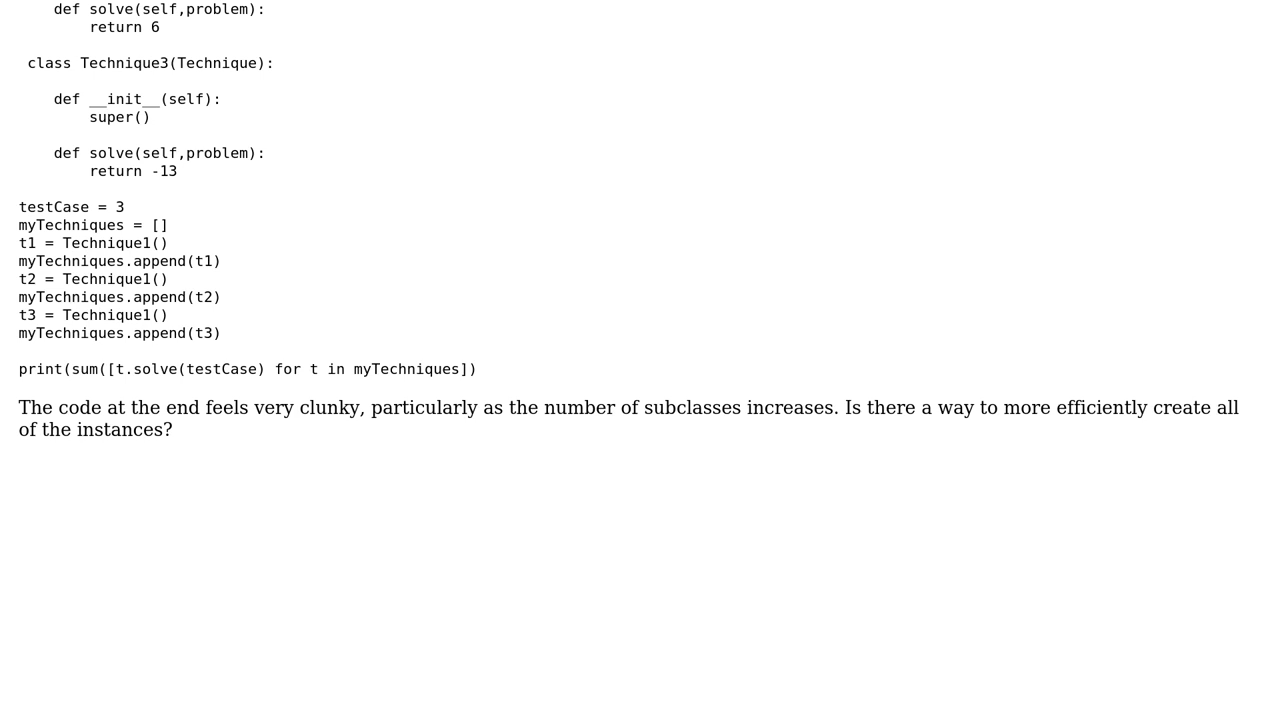 def solve(self,problem):
        return 6

 class Technique3(Technique):

    def __init__(self):
        super()

    def solve(self,problem):
        return -13

testCase = 3
myTechniques = []
t1 = Technique1()
myTechniques.append(t1)
t2 = Technique1()
myTechniques.append(t2)
t3 = Technique1()
myTechniques.append(t3)

print(sum([t.solve(testCase) for t in myTechniques])

The code at the end feels very clunky, particularly as the number of subclasses increases. Is there a way to more efficiently create all
of the instances?